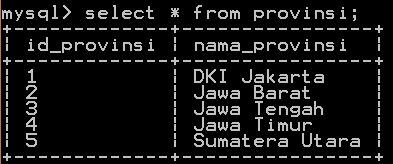 mysql> select * from provinsi;
+-------------+----------------+
| id_provinsi | nama_provinsi |
+-------------+----------------+
| 1 | DKI Jakarta |
| 2 | Jawa Barat |
| 3 | Jawa Tengah |
| 4 | Jawa Timur |
| 5 | Sumatera Utara |
+-------------+----------------+